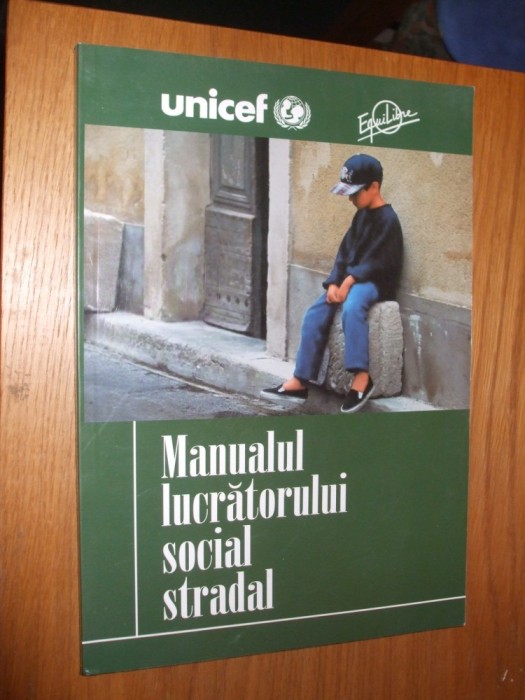 unicef
EquiLibre
Manualul
lucrătorului
social
stradal